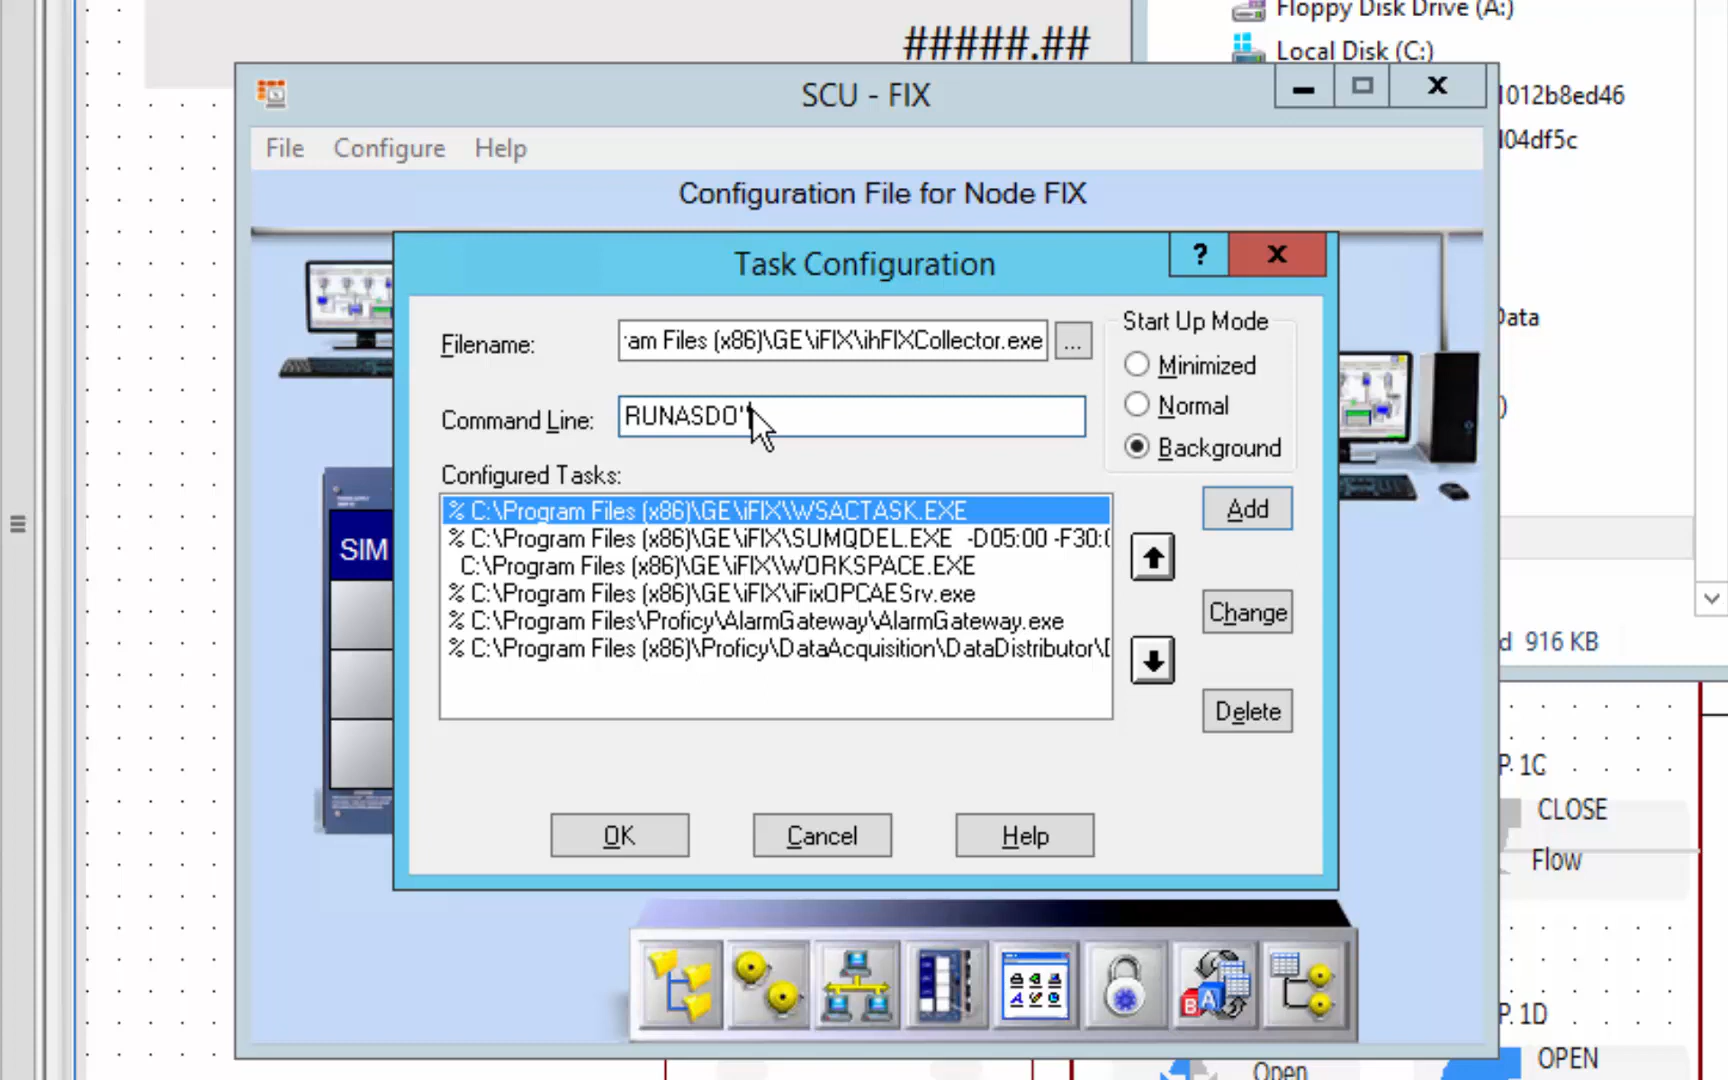 #####.##
Floppy Disk Drive (A:)
Local Disk (C:)
SCU - FIX
1012b8ed46
04df5c
File Configure Help
Configuration File for Node FIX
Task Configuration
?
X
Filename:
ram Files (x86)\GE\iFIX\ihFIXCollector.exe
...
Start Up Mode
Minimized
Normal
Background
Command Line:
RUNASDO"
Configured Tasks:
% C:\Program Files (x86)\GE\iFIX\WSACTASK.EXE
% C:\Program Files (x86)\GE\iFIX\SUMQDEL.EXE -D05:00 -F30:0
C:\Program Files (x86)\GE\iFIX\WORKSPACE.EXE
% C:\Program Files (x86)\GE\iFIX\iFixOPCAESrv.exe
% C:\Program Files\Proficy\AlarmGateway\AlarmGateway.exe
% C:\Program Files (x86)\Proficy\DataAcquisition\DataDistributor\D
Add
Change
Delete
OK
Cancel
Help
SIM
Data
)
d 916 KB
P. 1C
CLOSE
Flow
P. 1D
OPEN
Open